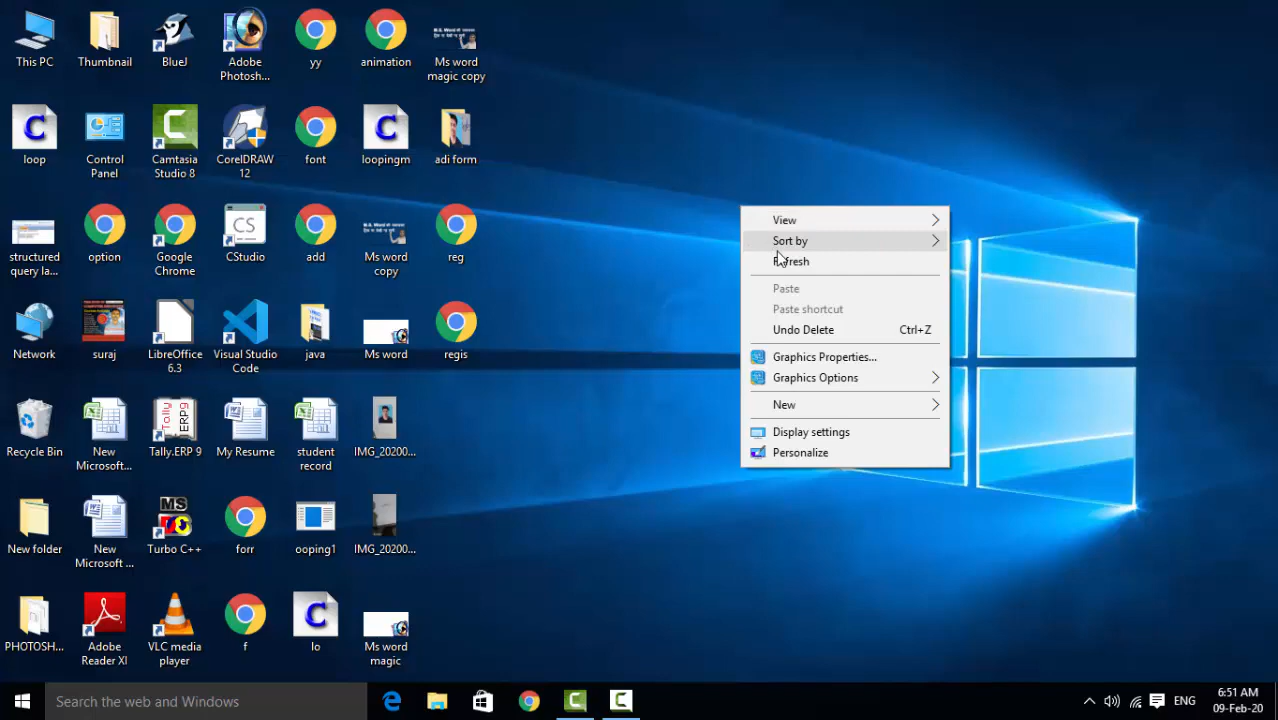 This PC
Thumbnail
BlueJ
Adobe
Photosh...
yy
animation
Ms word
magic copy
loop
Control
Panel
Camtasia
Studio 8
CorelDRAW
12
font
loopingm
adi form
structured
query la...
option
Google
Chrome
CS
CStudio
add
Ms word
copy
reg
Network
suraj
LibreOffice
6.3
Visual Studio
Code
java
Ms word
regis
Recycle Bin
New
Microsoft...
Tally
ERP9
Tally.ERP 9
My Resume
student
record
IMG_20200...
New folder
New
Microsoft ...
MS
Turbo C++
forr
ooping1
IMG_20200...
PHOTOSH...
Adobe
Reader XI
VLC media
player
f
lo
Ms word
magic
View
Sort by
Refresh
Paste
Paste shortcut
Undo Delete Ctrl+Z
Graphics Properties...
Graphics Options
New
Display settings
Personalize
Search the web and Windows
ENG
6:51 AM
09-Feb-20